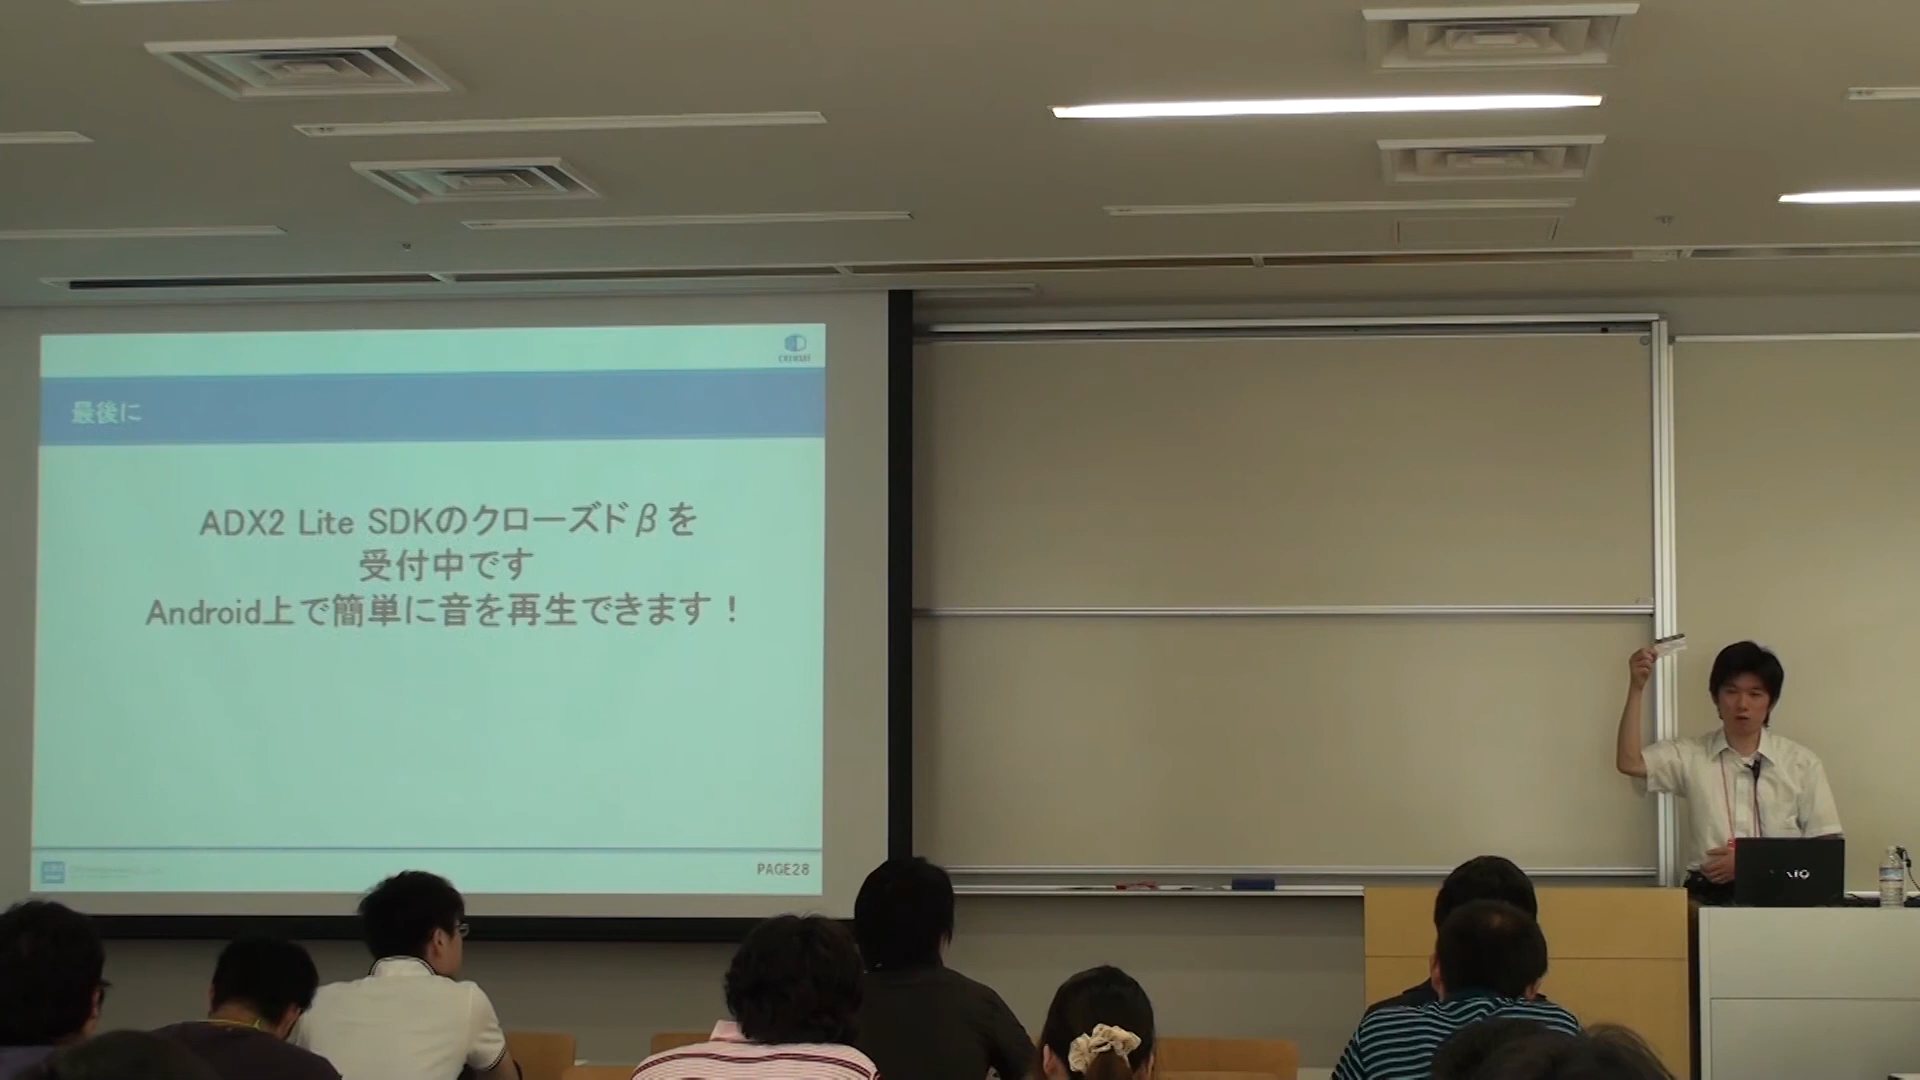 最後に
ADX2 Lite SDKのクローズドβを
受付中です
Android上で簡単に音を再生できます！
PAGE28